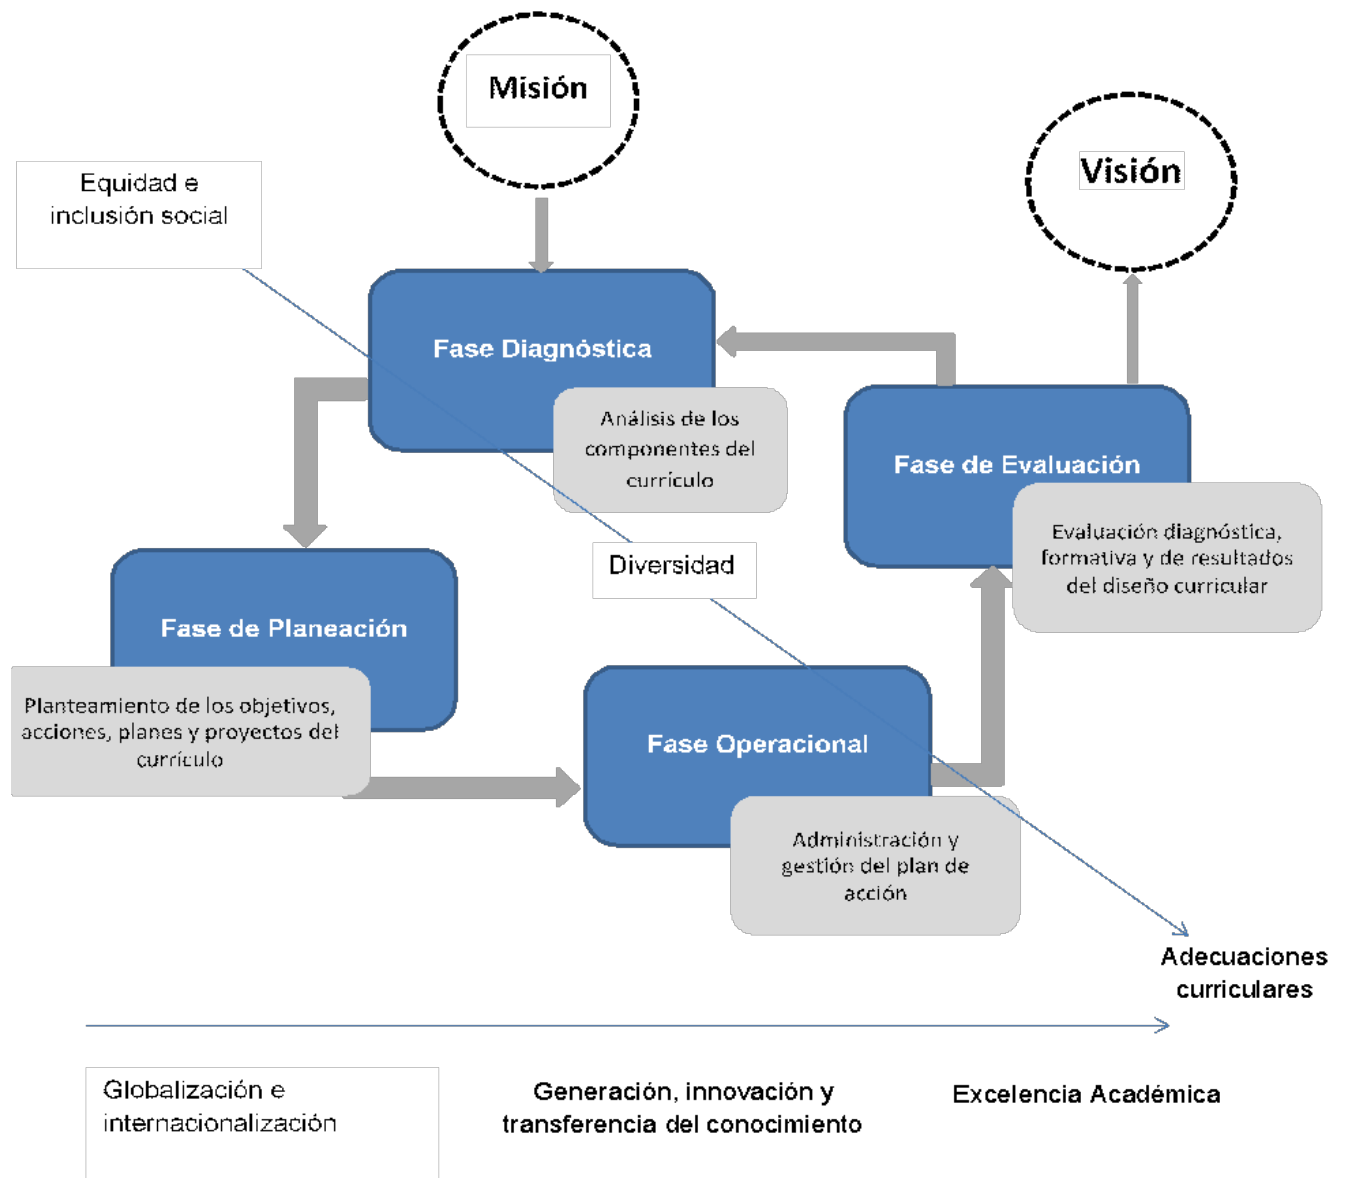 Misión
Visión
Equidad e
inclusión social
Fase Diagnóstica
Análisis de los
componentes del
currículo
Fase de Evaluación
Evaluación diagnóstica,
formativa y de resultados
del diseño curricular
Diversidad
Fase de Planeación
Planteamiento de los objetivos,
acciones, planes y proyectos del
currículo
Fase Operacional
Administración y
gestión del plan de
acción
Adecuaciones
curriculares
Globalización e
internacionalización
Generación, innovación y
transferencia del conocimiento
Excelencia Académica